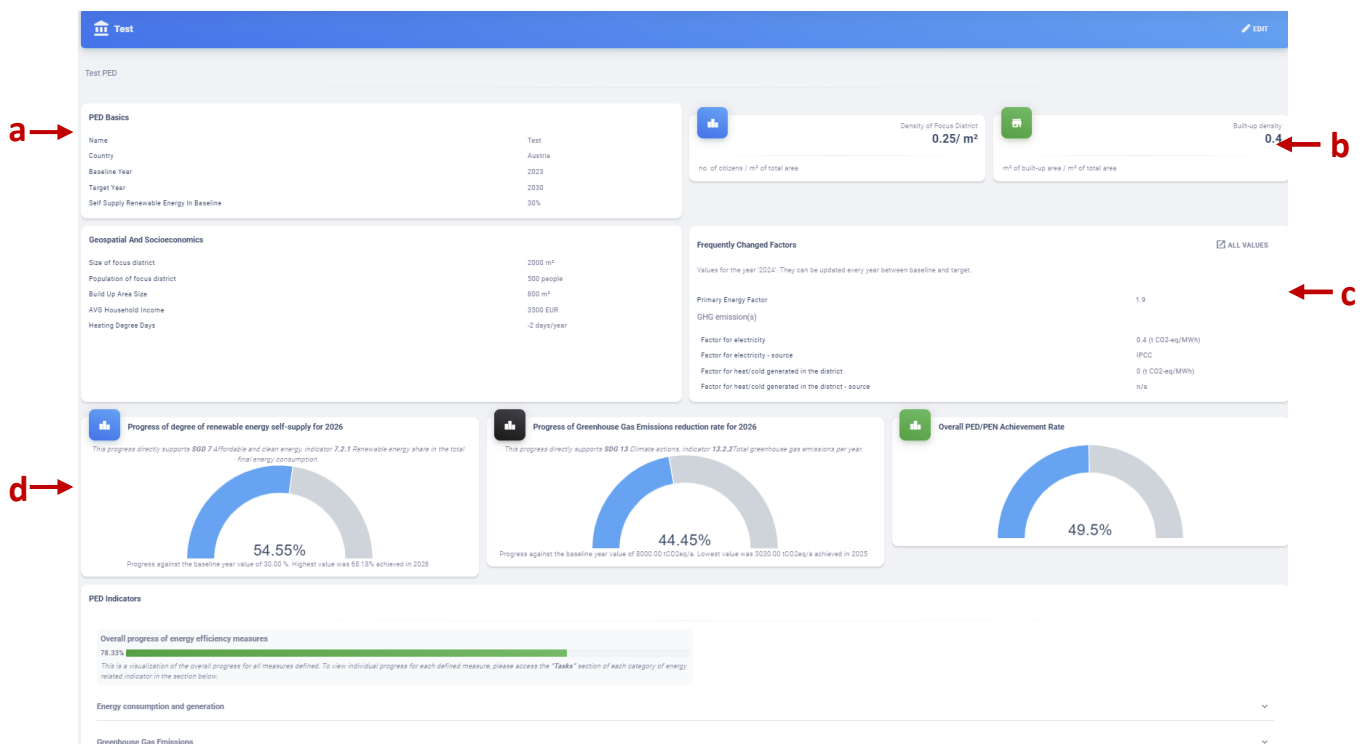 Test
EDIT
Test PED
a
PED Basics
Name Test
Country Austria
Baseline Year 2023
Target Year 2030
Self Supply Renewable Energy In Baseline 30%
Density of Focus District
0.25/ m²
no. of citizens / m² of total area
Built-up density
0.4
m² of built-up area / m² of total area
b
Geospatial And Socioeconomics
Size of focus district 2000 m²
Population of focus district 500 people
Build Up Area Size 800 m²
AVG Household Income 3500 EUR
Heating Degree Days -2 days/year
Frequently Changed Factors ALL VALUES
Values for the year '2024'. They can be updated every year between baseline and target.
Primary Energy Factor 1.9
GHG emission(s)
Factor for electricity 0.4 (t CO2-eq/MWh)
Factor for electricity - source IPCC
Factor for heat/cold generated in the district 0 (t CO2-eq/MWh)
Factor for heat/cold generated in the district - source n/a
c
d
Progress of degree of renewable energy self-supply for 2026
This progress directly supports SGD 7 Affordable and clean energy, indicator 7.2.1 Renewable energy share in the total
final energy consumption.
54.55%
Progress against the baseline year value of 30.00 %. Highest value was 68.18% achieved in 2026
Progress of Greenhouse Gas Emissions reduction rate for 2026
This progress directly supports SDG 13 Climate actions, indicator 13.2.2Total greenhouse gas emissions per year.
44.45%
Progress against the baseline year value of 8000.00 tCO2eq/a. Lowest value was 3030.00 tCO2eq/a achieved in 2025
Overall PED/PEN Achievement Rate
49.5%
PED Indicators
Overall progress of energy efficiency measures
78.33%
This is a visualization of the overall progress for all measures defined. To view individual progress for each defined measure, please access the "Tasks" section of each category of energy
related indicator in the section below.
Energy consumption and generation
Greenhouse Gas Emissions